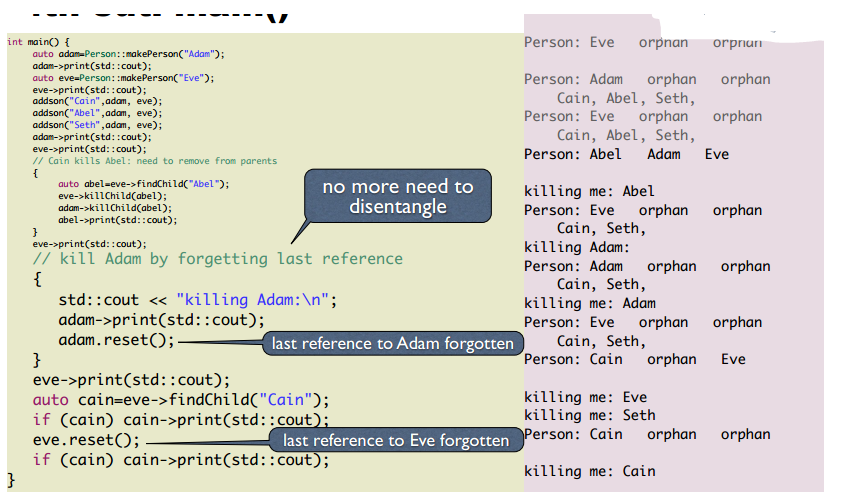 main()
int main() {
auto adam=Person::makePerson("Adam");
adam->print(std::cout);
auto eve=Person::makePerson("Eve");
eve->print(std::cout);
addson("Cain",adam, eve);
addson("Abel",adam, eve);
addson("Seth",adam, eve);
adam->print(std::cout);
eve->print(std::cout);
// Cain kills Abel: need to remove from parents
{
auto abel=eve->findChild("Abel");
eve->killChild(abel);
adam->killChild(abel);
abel->print(std::cout);
}
eve->print(std::cout);
// kill Adam by forgetting last reference
{
std::cout << "killing Adam:\n";
adam->print(std::cout);
adam.reset();
}
eve->print(std::cout);
auto cain=eve->findChild("Cain");
if (cain) cain->print(std::cout);
eve.reset();
if (cain) cain->print(std::cout);
}
no more need to
disentangle
last reference to Adam forgotten
last reference to Eve forgotten
Person: Eve orphan orphan
Person: Adam orphan orphan
Cain, Abel, Seth,
Person: Eve orphan orphan
Cain, Abel, Seth,
Person: Abel Adam Eve
killing me: Abel
Person: Eve orphan orphan
Cain, Seth,
killing Adam:
Person: Adam orphan orphan
Cain, Seth,
killing me: Adam
Person: Eve orphan orphan
Cain, Seth,
Person: Cain orphan Eve
killing me: Eve
killing me: Seth
Person: Cain orphan orphan
killing me: Cain